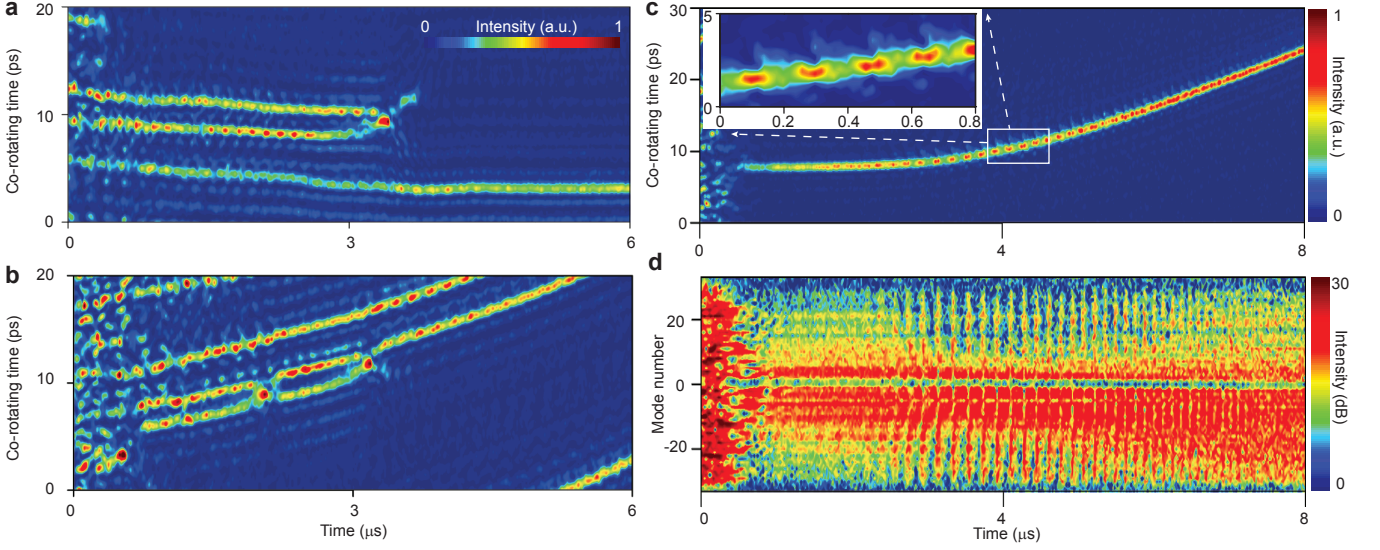 a
20
10
0
Co-rotating time (ps)
0 Intensity (a.u.) 1
0 3 6
b
20
10
0
Co-rotating time (ps)
0 3 6
Time (μs)
c
30
20
10
0
Co-rotating time (ps)
5
0
0 0.2 0.4 0.6 0.8
0 4 8
1
Intensity (a.u.)
0
d
20
0
-20
Mode number
0 4 8
Time (μs)
30
Intensity (dB)
0